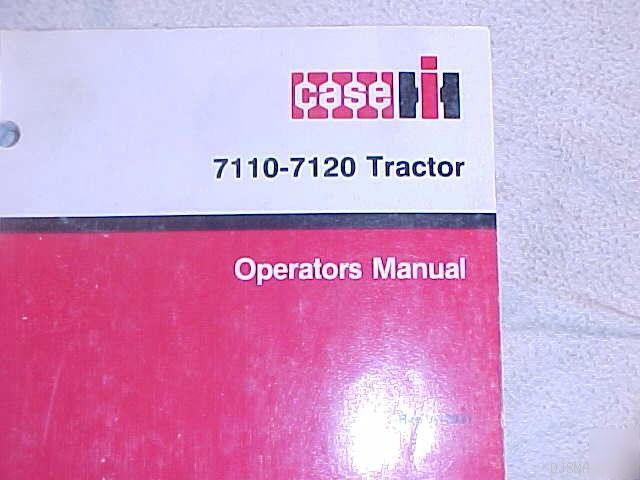 case IH
7110-7120 Tractor
Operators Manual